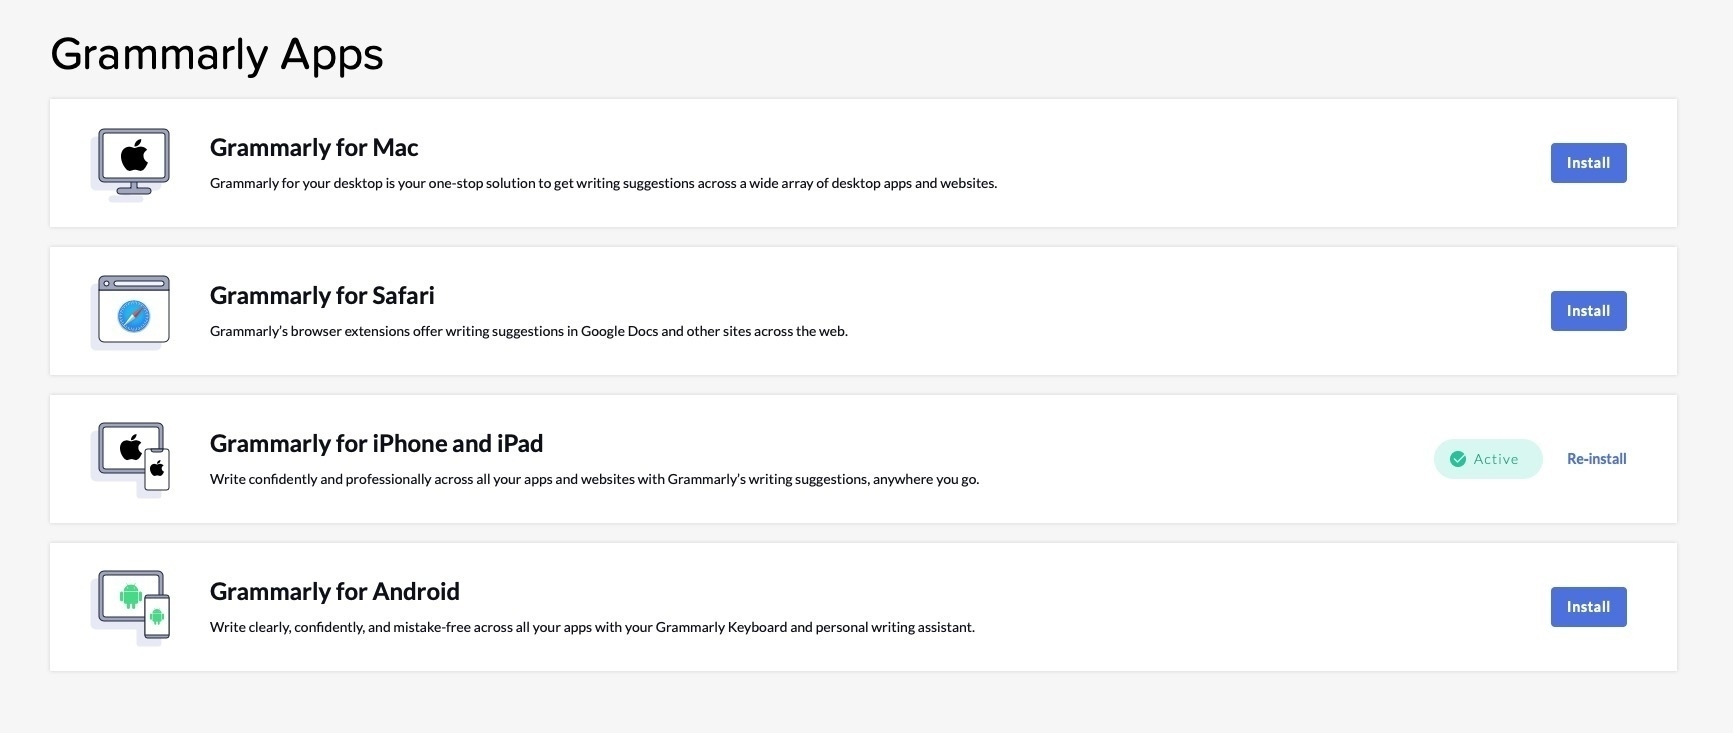 Grammarly Apps
Grammarly for Mac
Grammarly for your desktop is your one-stop solution to get writing suggestions across a wide array of desktop apps and websites.
Install
Grammarly for Safari
Grammarly's browser extensions offer writing suggestions in Google Docs and other sites across the web.
Install
Grammarly for iPhone and iPad
Write confidently and professionally across all your apps and websites with Grammarly’s writing suggestions, anywhere you go.
Active
Re-install
Grammarly for Android
Write clearly, confidently, and mistake-free across all your apps with your Grammarly Keyboard and personal writing assistant.
Install